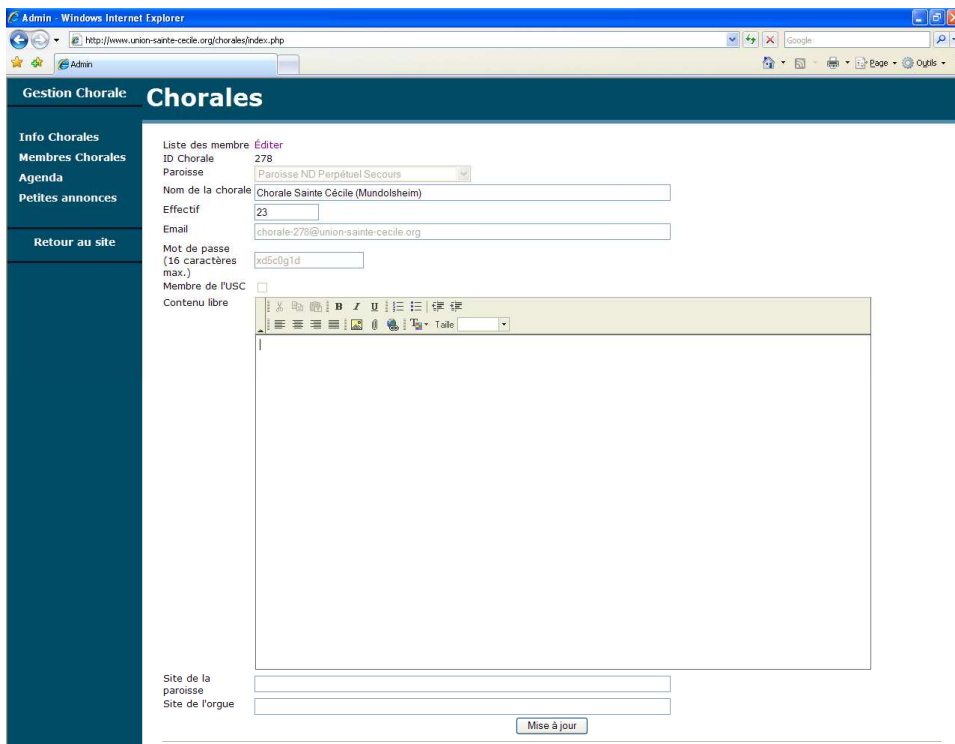 Admin - Windows Internet Explorer
http://www.union-sainte-cecile.org/chorales/index.php
Google
Admin
Page
Outils
Gestion Chorale
Chorales
Info Chorales
Membres Chorales
Agenda
Petites annonces
Retour au site
Liste des membre Éditer
ID Chorale 278
Paroisse Paroisse ND Perpétuel Secours
Nom de la chorale Chorale Sainte Cécile (Mundolsheim)
Effectif 23
Email chorale-278@union-sainte-cecile.org
Mot de passe
(16 caractères xd5c0g1d
max.)
Membre de l'USC
Contenu libre
B I U
Taille
Site de la
paroisse
Site de l'orgue
Mise à jour